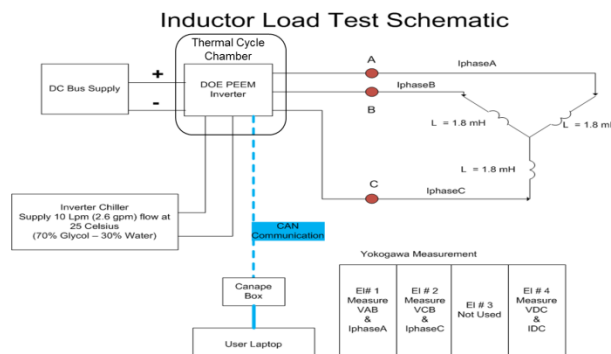 Inductor Load Test Schematic
Thermal Cycle
Chamber
DC Bus Supply
+
-
DOE PEEM
Inverter
A
IphaseA
IphaseB
B
L = 1.8 mH
L = 1.8 mH
L = 1.8 mH
C
IphaseC
Inverter Chiller
Supply 10 Lpm (2.6 gpm) flow at
25 Celsius
(70% Glycol – 30% Water)
CAN
Communication
Canape
Box
User Laptop
Yokogawa Measurement
El# 1
Measure
VAB
&
IphaseA
El# 2
Measure
VCB
&
IphaseC
El # 3
Not Used
El# 4
Measure
VDC
&
IDC